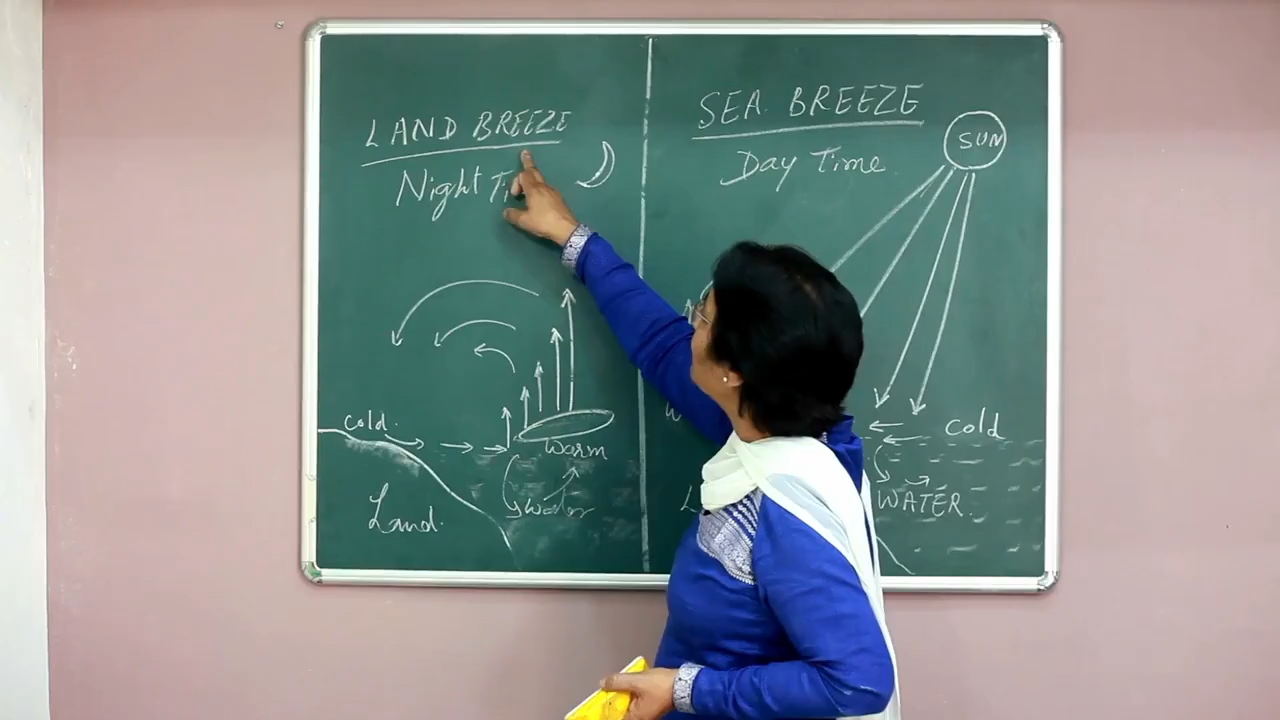 LAND BREEZE
Night Ti
cold.
warm
water
Land.
SEA BREEZE
Day Time
SUN
W
cold
L
WATER.